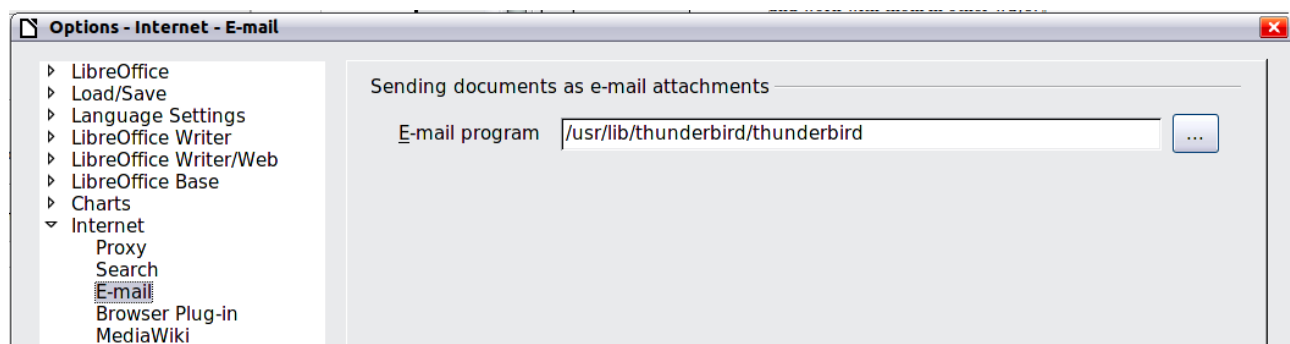 Options - Internet - E-mail
LibreOffice
Load/Save
Language Settings
LibreOffice Writer
LibreOffice Writer/Web
LibreOffice Base
Charts
Internet
Proxy
Search
E-mail
Browser Plug-in
MediaWiki
Sending documents as e-mail attachments
E-mail program /usr/lib/thunderbird/thunderbird ...